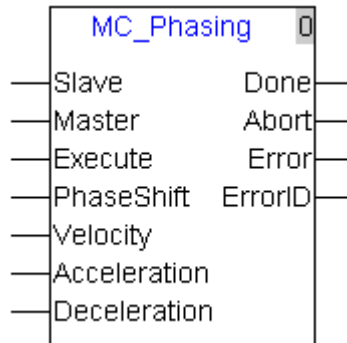 MC_Phasing 0
Slave Done
Master Abort
Execute Error
PhaseShift ErrorID
Velocity
Acceleration
Deceleration